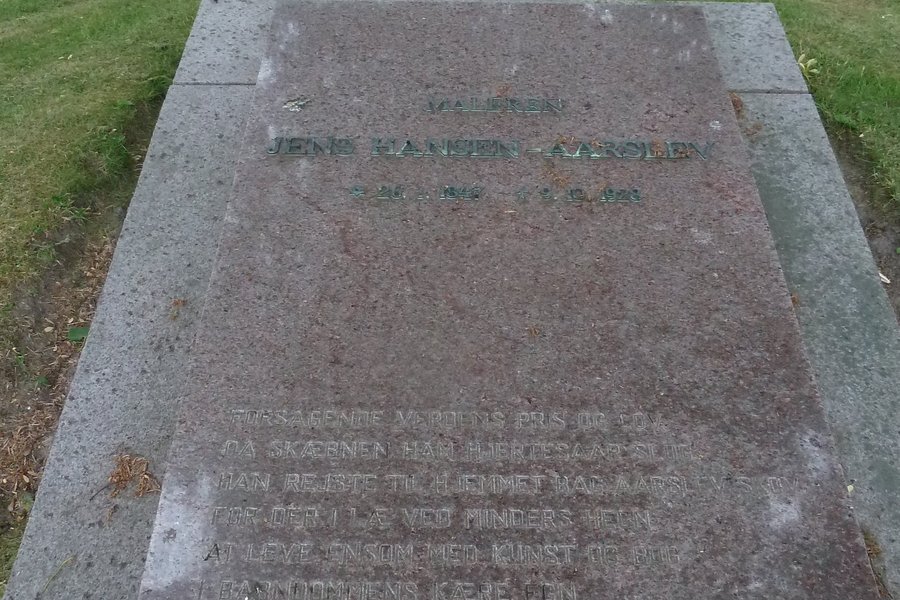 MALEREN
JENS HANSEN-AARSLEV
FORSAGENDE VERDENS PRIS OG LOV
DA SKÆBNEN HAM HJERTESAAR SLOG
HAN REJSTE TIL HJEMMET BAG AARSLEV SKOV
FOR DER I LÆ VED MINDERS HEGN
AT LEVE ENSOM MED KUNST OG BOG
I BARNDOMMENS KÆRE EGN